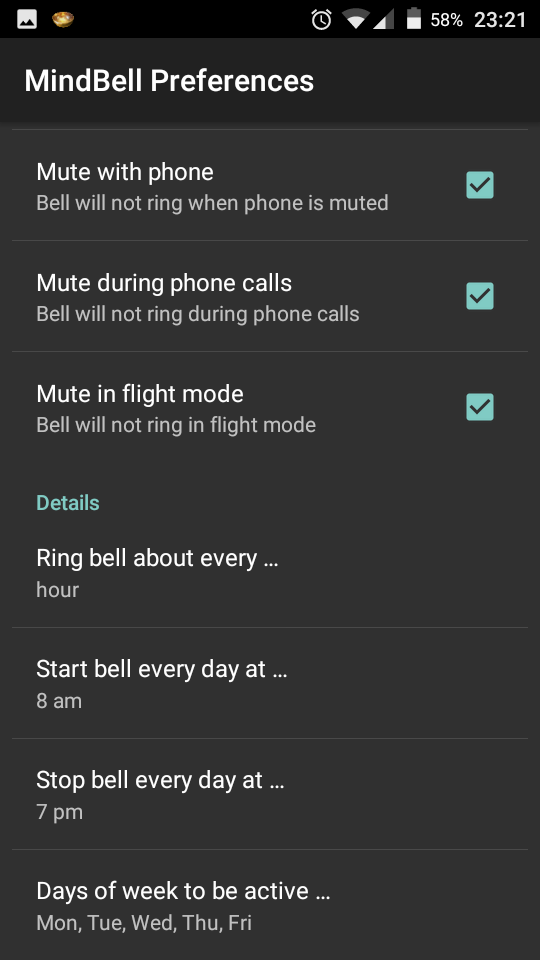 58% 23:21
MindBell Preferences
Mute with phone
Bell will not ring when phone is muted
Mute during phone calls
Bell will not ring during phone calls
Mute in flight mode
Bell will not ring in flight mode
Details
Ring bell about every ...
hour
Start bell every day at ...
8 am
Stop bell every day at ...
7 pm
Days of week to be active ...
Mon, Tue, Wed, Thu, Fri